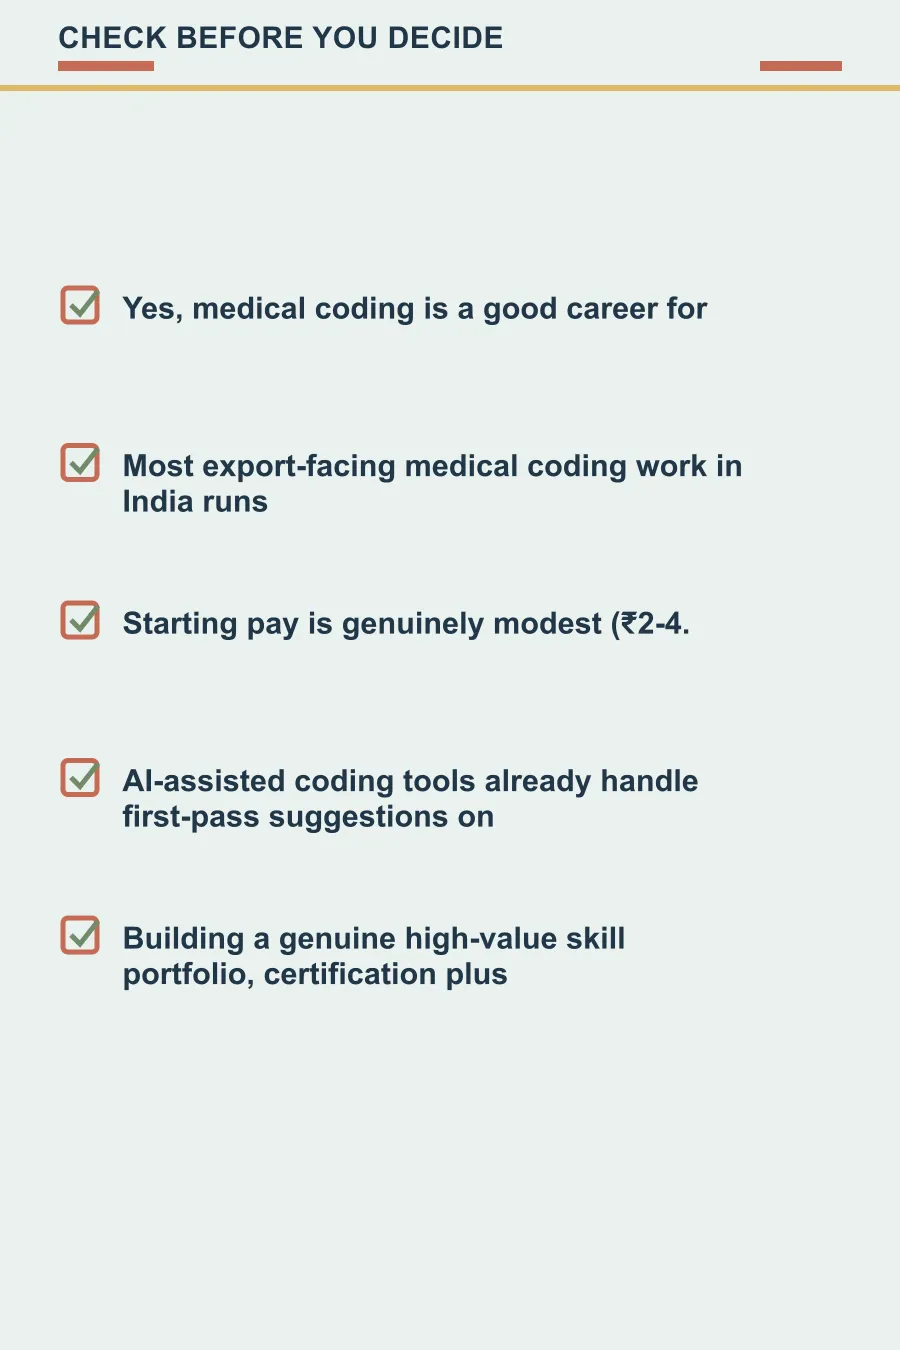 CHECK BEFORE YOU DECIDE
Yes, medical coding is a good career for
Most export-facing medical coding work in
India runs
Starting pay is genuinely modest (₹2-4.
AI-assisted coding tools already handle
first-pass suggestions on
Building a genuine high-value skill
portfolio, certification plus